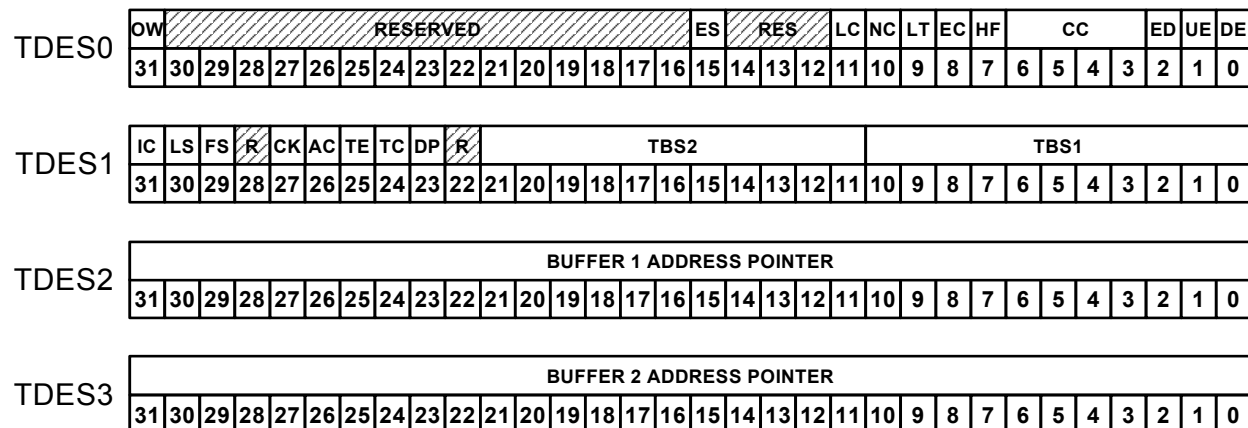 TDES0
OW RESERVED ES RES LC NC LT EC HF CC ED UE DE
31 30 29 28 27 26 25 24 23 22 21 20 19 18 17 16 15 14 13 12 11 10 9 8 7 6 5 4 3 2 1 0
TDES1
IC LS FS R CK AC TE TC DP R TBS2 TBS1
31 30 29 28 27 26 25 24 23 22 21 20 19 18 17 16 15 14 13 12 11 10 9 8 7 6 5 4 3 2 1 0
TDES2
BUFFER 1 ADDRESS POINTER
31 30 29 28 27 26 25 24 23 22 21 20 19 18 17 16 15 14 13 12 11 10 9 8 7 6 5 4 3 2 1 0
TDES3
BUFFER 2 ADDRESS POINTER
31 30 29 28 27 26 25 24 23 22 21 20 19 18 17 16 15 14 13 12 11 10 9 8 7 6 5 4 3 2 1 0